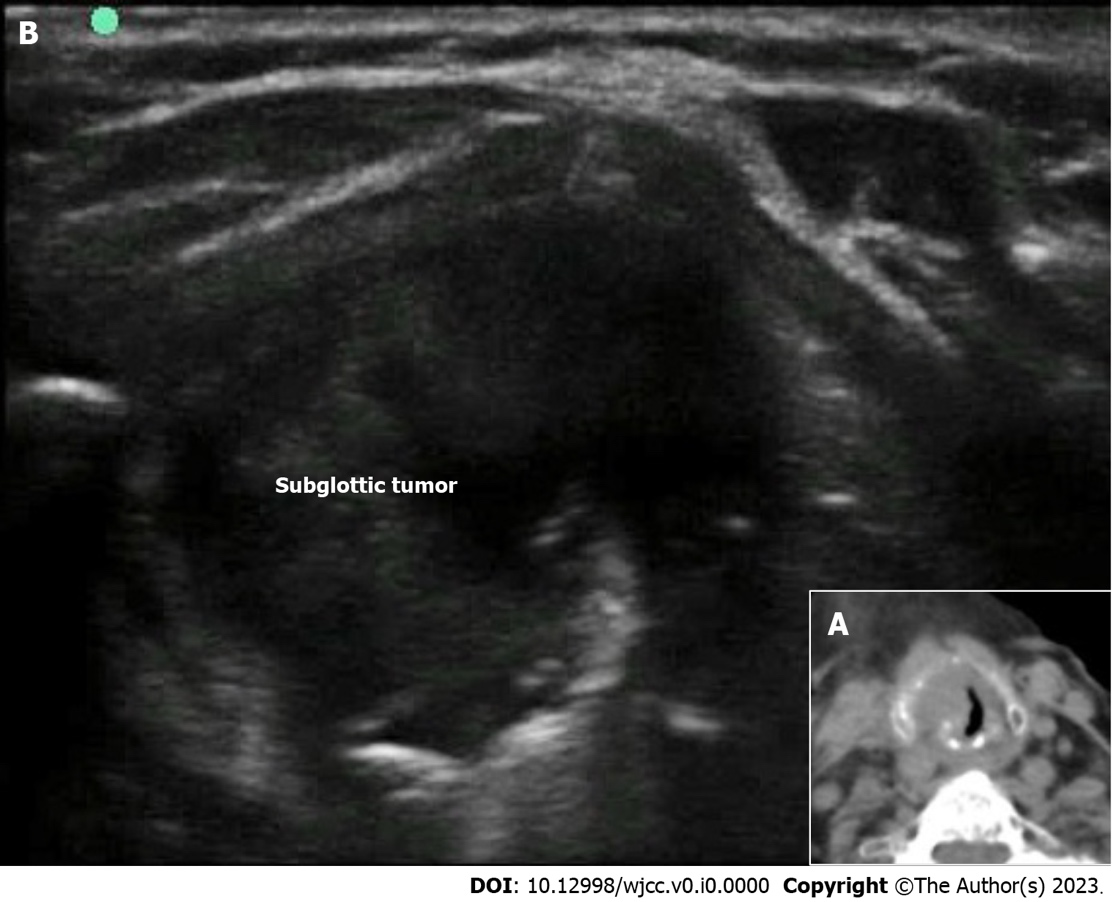 B
Subglottic tumor
A
DOI: 10.12998/wjcc.v0.i0.0000 Copyright ©The Author(s) 2023.